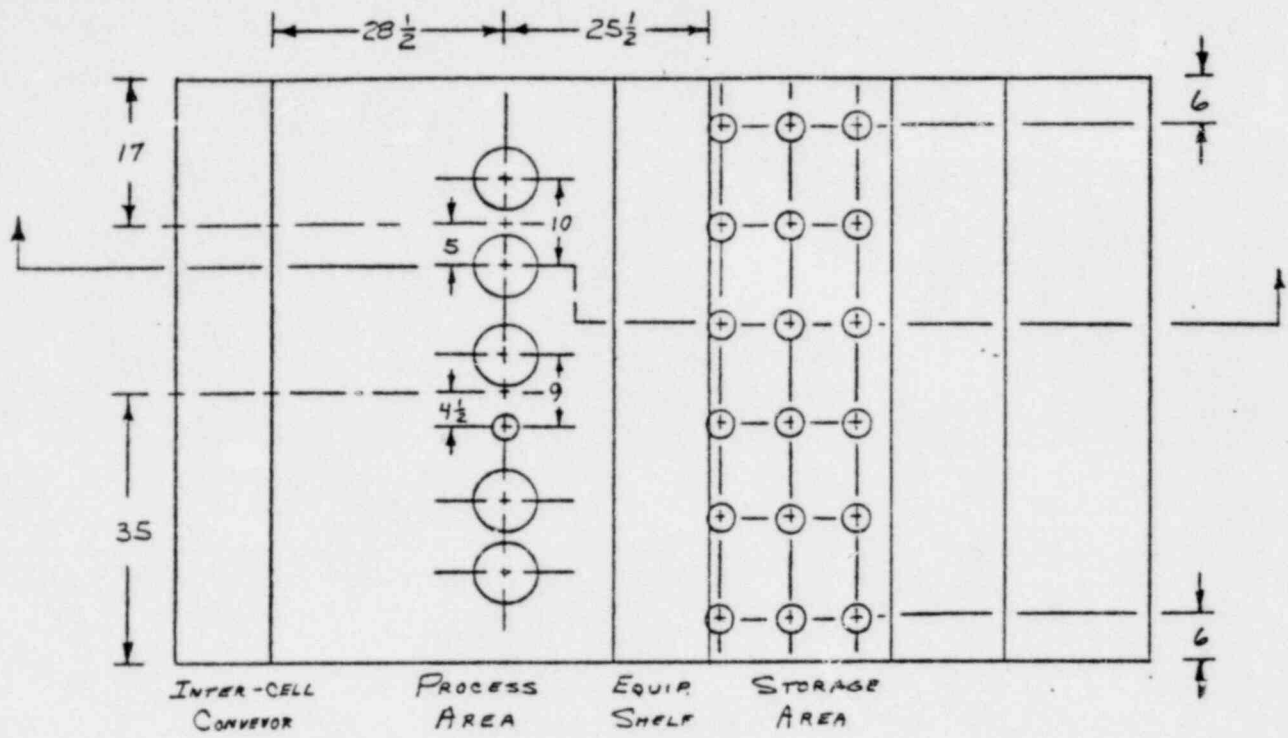 28 1/2 25 1/2
6
17
10
5
9
4 1/2
35
6
INTER-CELL PROCESS EQUIP. STORAGE
CONVEYOR AREA SHELF AREA